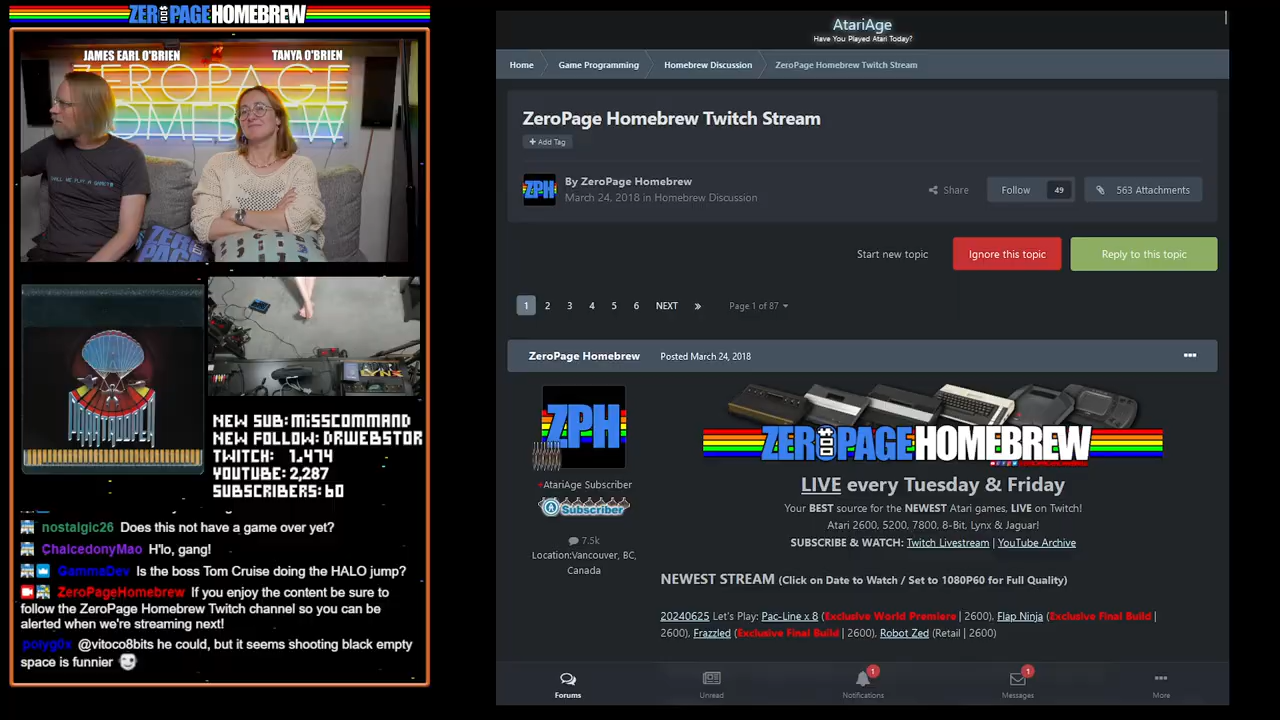 ZEROPAGE HOMEBREW
JAMES EARL O'BRIEN
TANYA O'BRIEN
ZEROPAGE
HOMEBREW
SHALL WE PLAY A GAME?
NEW SUB: MISSCOMMAND
NEW FOLLOW: DRWEBSTOR
TWITCH: 1,474
YOUTUBE: 2,287
SUBSCRIBERS: 60
nostalgic26 Does this not have a game over yet?
ChalcedonyMao H'lo, gang!
GammaDev Is the boss Tom Cruise doing the HALO jump?
ZeroPageHomebrew If you enjoy the content be sure to
follow the ZeroPage Homebrew Twitch channel so you can be
alerted when we're streaming next!
polyg0x @vitoco8bits he could, but it seems shooting black empty
space is funnier
AtariAge
Have You Played Atari Today?
Home
Game Programming
Homebrew Discussion
ZeroPage Homebrew Twitch Stream
ZeroPage Homebrew Twitch Stream
+ Add Tag
ZPH
By ZeroPage Homebrew
March 24, 2018 in Homebrew Discussion
Share
Follow 49
563 Attachments
Start new topic
Ignore this topic
Reply to this topic
1 2 3 4 5 6 NEXT » Page 1 of 87
ZeroPage Homebrew Posted March 24, 2018
ZPH
ZEROPAGE HOMEBREW
AtariAge Subscriber
Subscriber
7.5k
Location:Vancouver, BC,
Canada
LIVE every Tuesday & Friday
Your BEST source for the NEWEST Atari games, LIVE on Twitch!
Atari 2600, 5200, 7800, 8-Bit, Lynx & Jaguar!
SUBSCRIBE & WATCH: Twitch Livestream | YouTube Archive
NEWEST STREAM (Click on Date to Watch / Set to 1080P60 for Full Quality)
20240625 Let's Play: Pac-Line x 8 (Exclusive World Premiere | 2600), Flap Ninja (Exclusive Final Build |
2600), Frazzled (Exclusive Final Build | 2600), Robot Zed (Retail | 2600)
Forums
Unread
1
Notifications
1
Messages
More